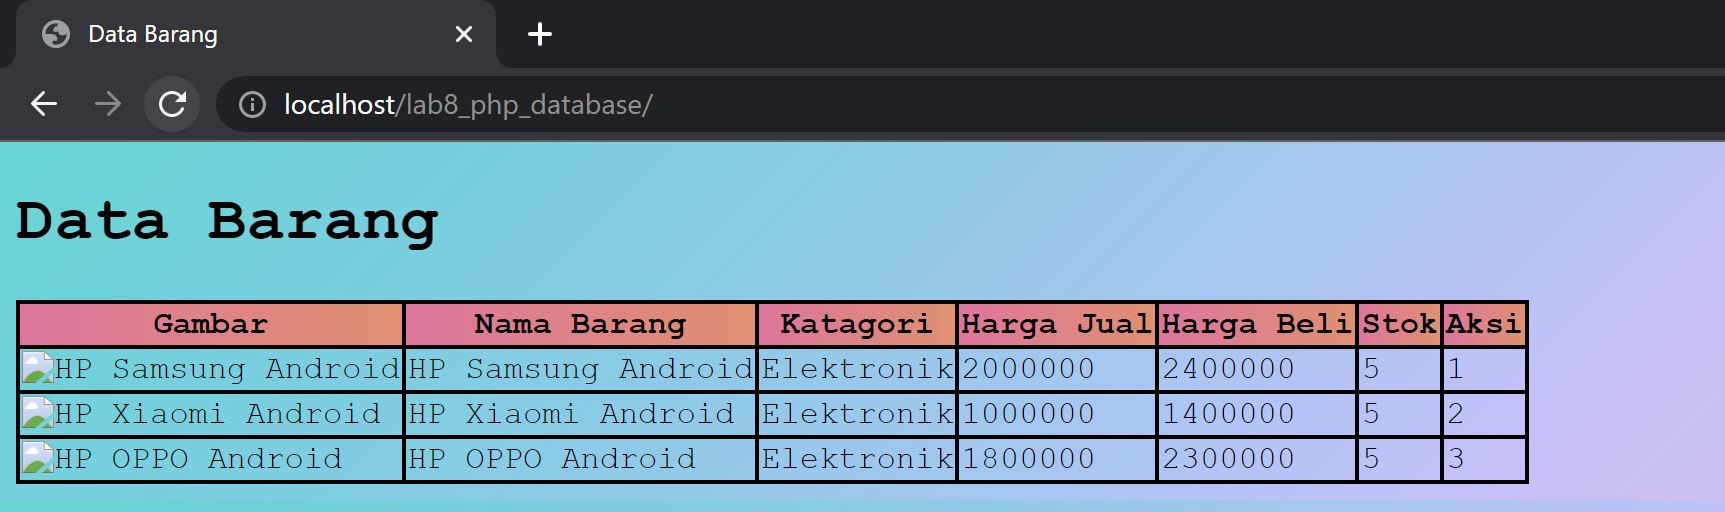 Data Barang
localhost/lab8_php_database/
Data Barang
Gambar Nama Barang Katagori Harga Jual Harga Beli Stok Aksi
HP Samsung Android HP Samsung Android Elektronik 2000000 2400000 5 1
HP Xiaomi Android HP Xiaomi Android Elektronik 1000000 1400000 5 2
HP OPPO Android HP OPPO Android Elektronik 1800000 2300000 5 3